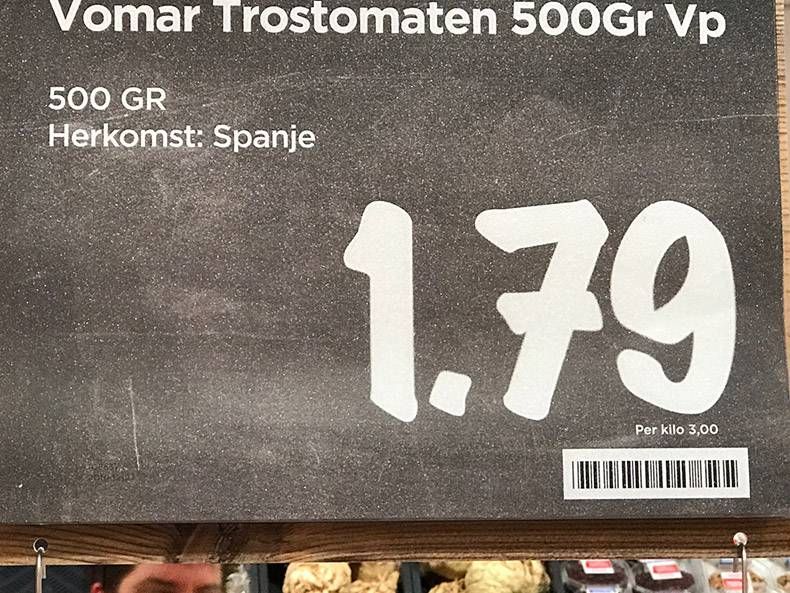 Vomar Trostomaten 500Gr Vp
500 GR
Herkomst: Spanje
1.79
Per kilo 3,00